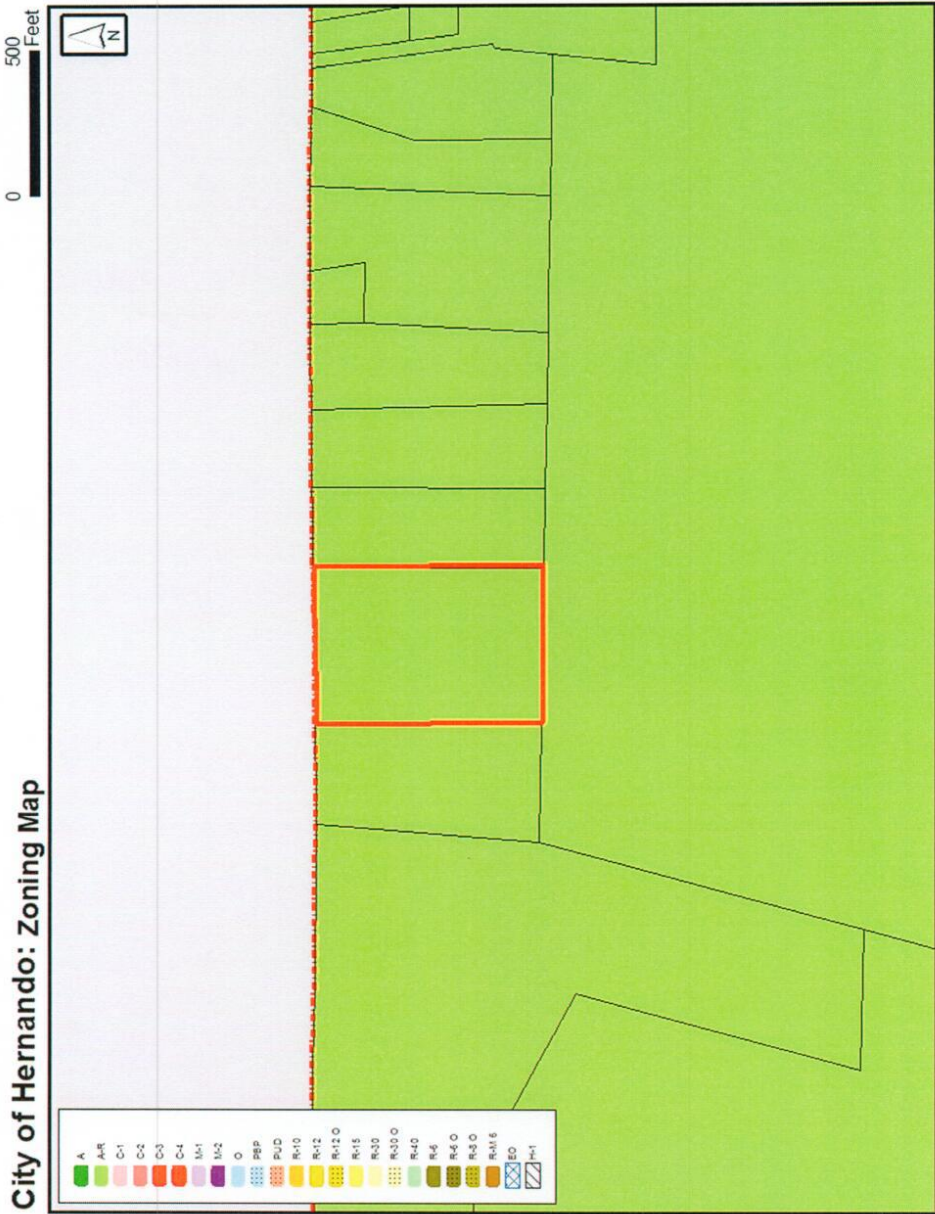 City of Hernando: Zoning Map
0 500
Feet
N
A
A-R
C-1
C-2
C-3
C-4
M-1
M-2
O
PBP
PUD
R-10
R-12
R-12 O
R-15
R-30
R-30 O
R-40
R-6
R-6 O
R-8 O
R-M 6
EO
H-1